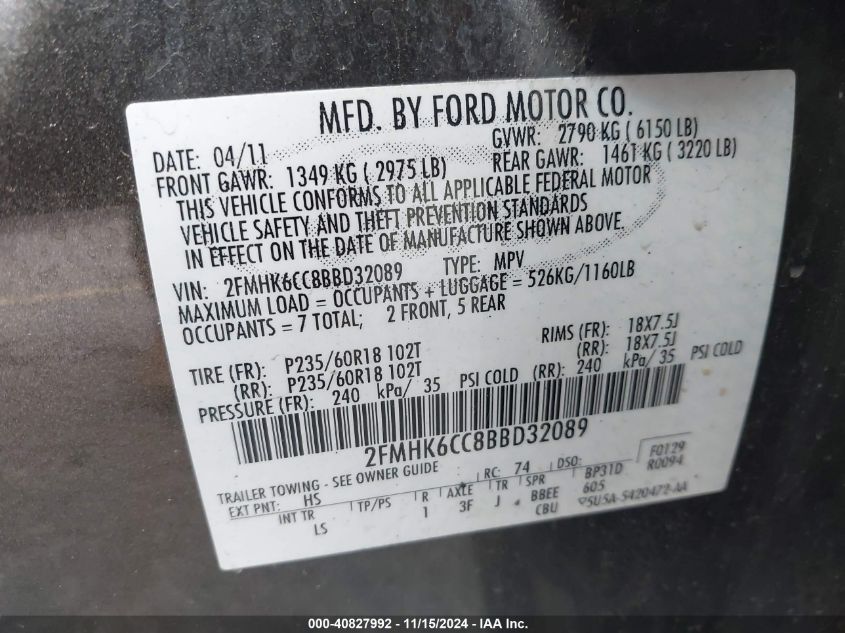 MFD. BY FORD MOTOR CO.
DATE: 04/11 GVWR: 2790 KG ( 6150 LB)
FRONT GAWR: 1349 KG ( 2975 LB) REAR GAWR: 1461 KG ( 3220 LB)
THIS VEHICLE CONFORMS TO ALL APPLICABLE FEDERAL MOTOR
VEHICLE SAFETY AND THEFT PREVENTION STANDARDS
IN EFFECT ON THE DATE OF MANUFACTURE SHOWN ABOVE.
VIN: 2FMHK6CC8BBD32089 TYPE: MPV
MAXIMUM LOAD = OCCUPANTS + LUGGAGE = 526KG/1160LB
OCCUPANTS = 7 TOTAL; 2 FRONT, 5 REAR
TIRE (FR): P235/60R18 102T RIMS (FR): 18X7.5J
(RR): P235/60R18 102T (RR): 18X7.5J
PRESSURE (FR): 240 kPa/ 35 PSI COLD (RR): 240 kPa/ 35 PSI COLD
2FMHK6CC8BBD32089
TRAILER TOWING - SEE OWNER GUIDE RC: 74 DSO: F0129
EXT PNT: HS BP31D R0094
INT TR TP/PS R AXLE TR SPR 605
LS 1 3F J BBEE 95U5A-5420472-AA
CBU
000-40827992 - 11/15/2024 - IAA Inc.